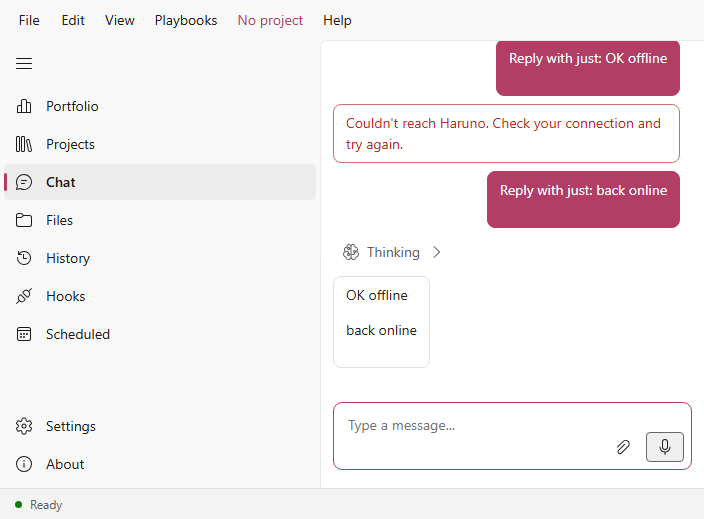 File Edit View Playbooks No project Help
Portfolio
Projects
Chat
Files
History
Hooks
Scheduled
Settings
About
Reply with just: OK offline
Couldn't reach Haruno. Check your connection and
try again.
Reply with just: back online
Thinking
OK offline
back online
Type a message...
Ready